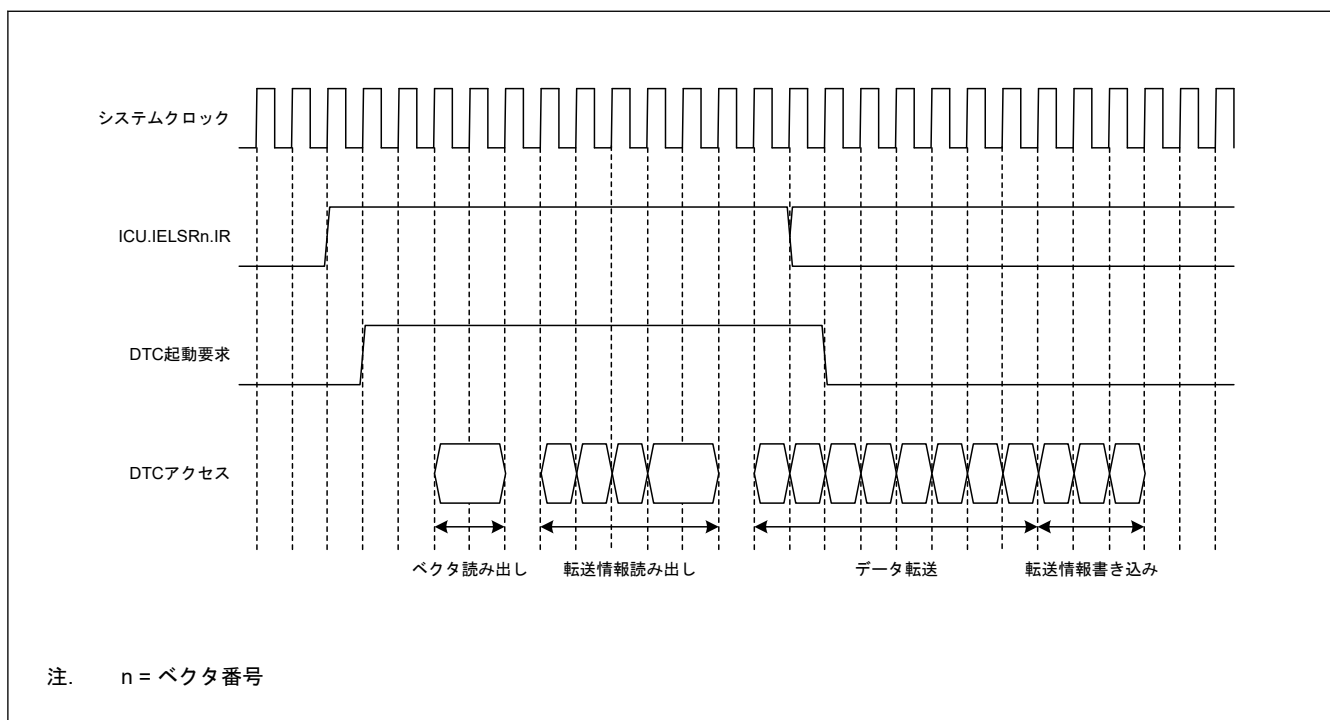 システムクロック
ICU.IELSRn.IR
DTC起動要求
DTCアクセス
ベクタ読み出し 転送情報読み出し データ転送 転送情報書き込み
注. n = ベクタ番号